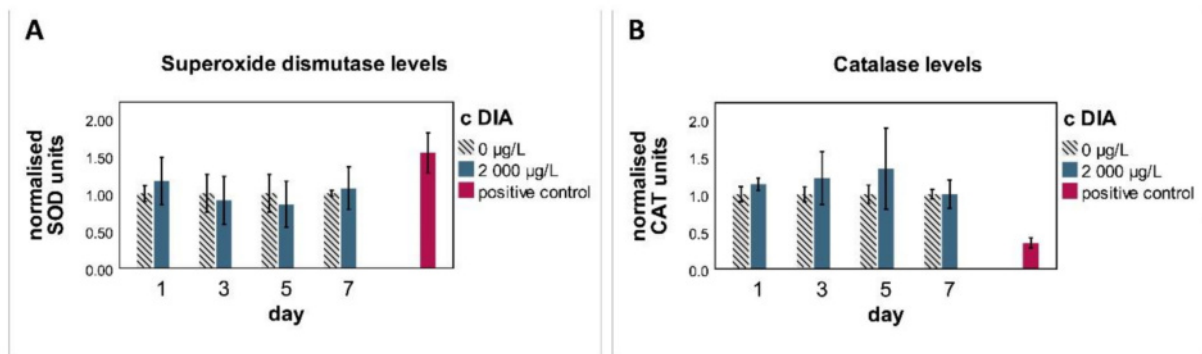 A
Superoxide dismutase levels
normalised
SOD units
2.00
1.50
1.00
0.50
0.00
1 3 5 7
day
c DIA
0 µg/L
2 000 µg/L
positive control
B
Catalase levels
normalised
CAT units
2.0
1.5
1.0
0.5
0.0
1 3 5 7
day
c DIA
0 µg/L
2 000 µg/L
positive control